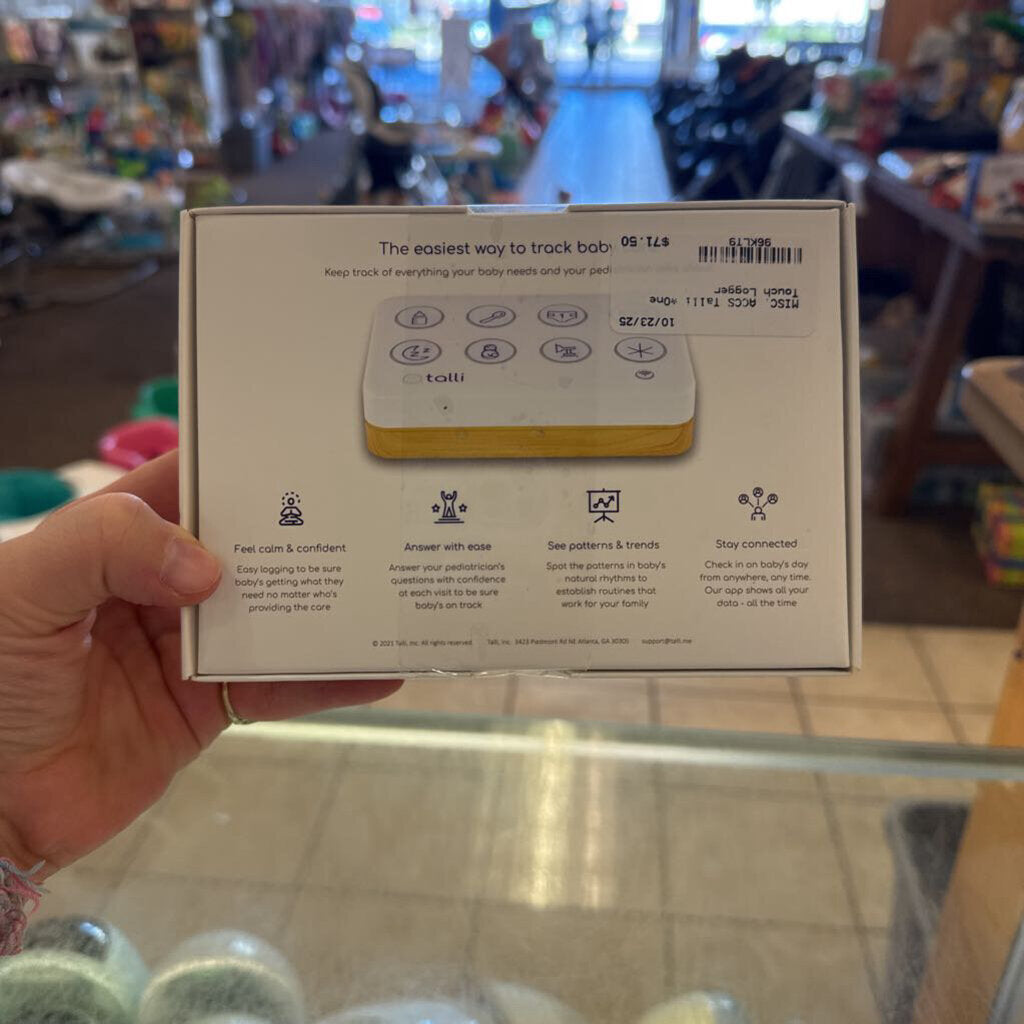 The easiest way to track baby
Keep track of everything your baby needs and your
$71.50
96KLT9
MISC. ACCS Talli *One
Touch Logger
10/23/25
1
z z
talli
Feel calm & confident
Easy logging to be sure
baby's getting what they
need no matter who's
providing the care
Answer with ease
Answer your pediatrician's
questions with confidence
at each visit to be sure
baby's on track
See patterns & trends
Spot the patterns in baby's
natural rhythms to
establish routines that
work for your family
Stay connected
Check in on baby's day
from anywhere, any time.
Our app shows all your
data - all the time
© 2021 Talli, Inc. All rights reserved. Talli, Inc. 3423 Piedmont Rd NE Atlanta, GA 30305 support@talli.me